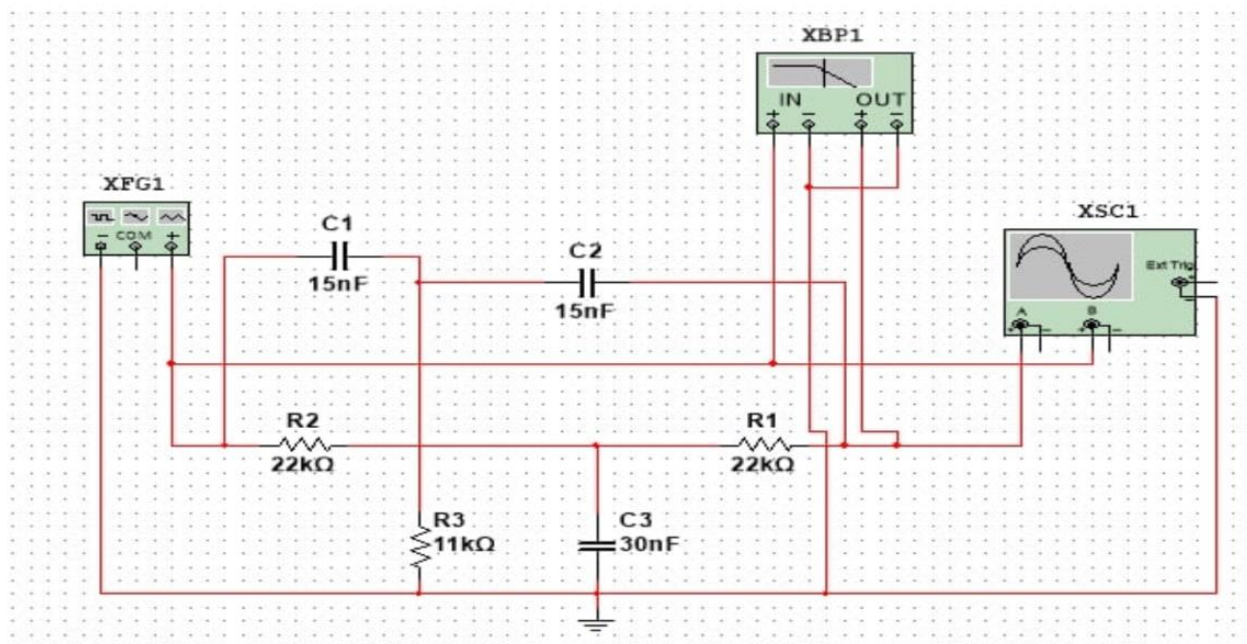 XBP1
IN OUT
+ − + −
XFG1
− COM +
XSC1
Ext Trig
+
−
A B
+ − + −
C1
15nF
C2
15nF
R2
22kΩ
R1
22kΩ
R3
11kΩ
C3
30nF